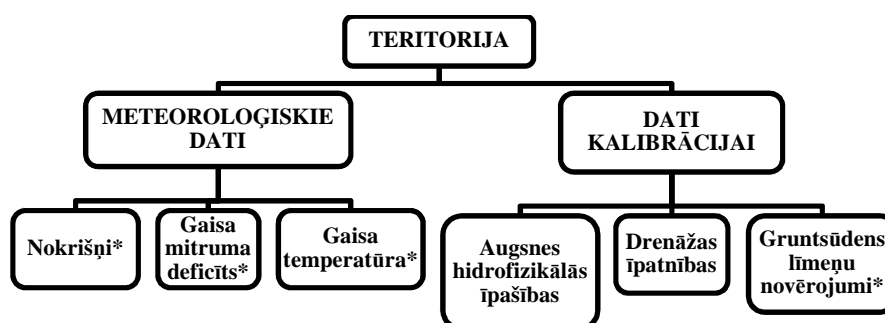 TERITORIJA
METEOROLOĢISKIE
DATI
DATI
KALIBRĀCIJAI
Nokrišņi*
Gaisa
mitruma
deficīts*
Gaisa
temperatūra*
Augsnes
hidrofizikālās
īpašības
Drenāžas
īpatnības
Gruntsūdens
līmeņu
novērojumi*